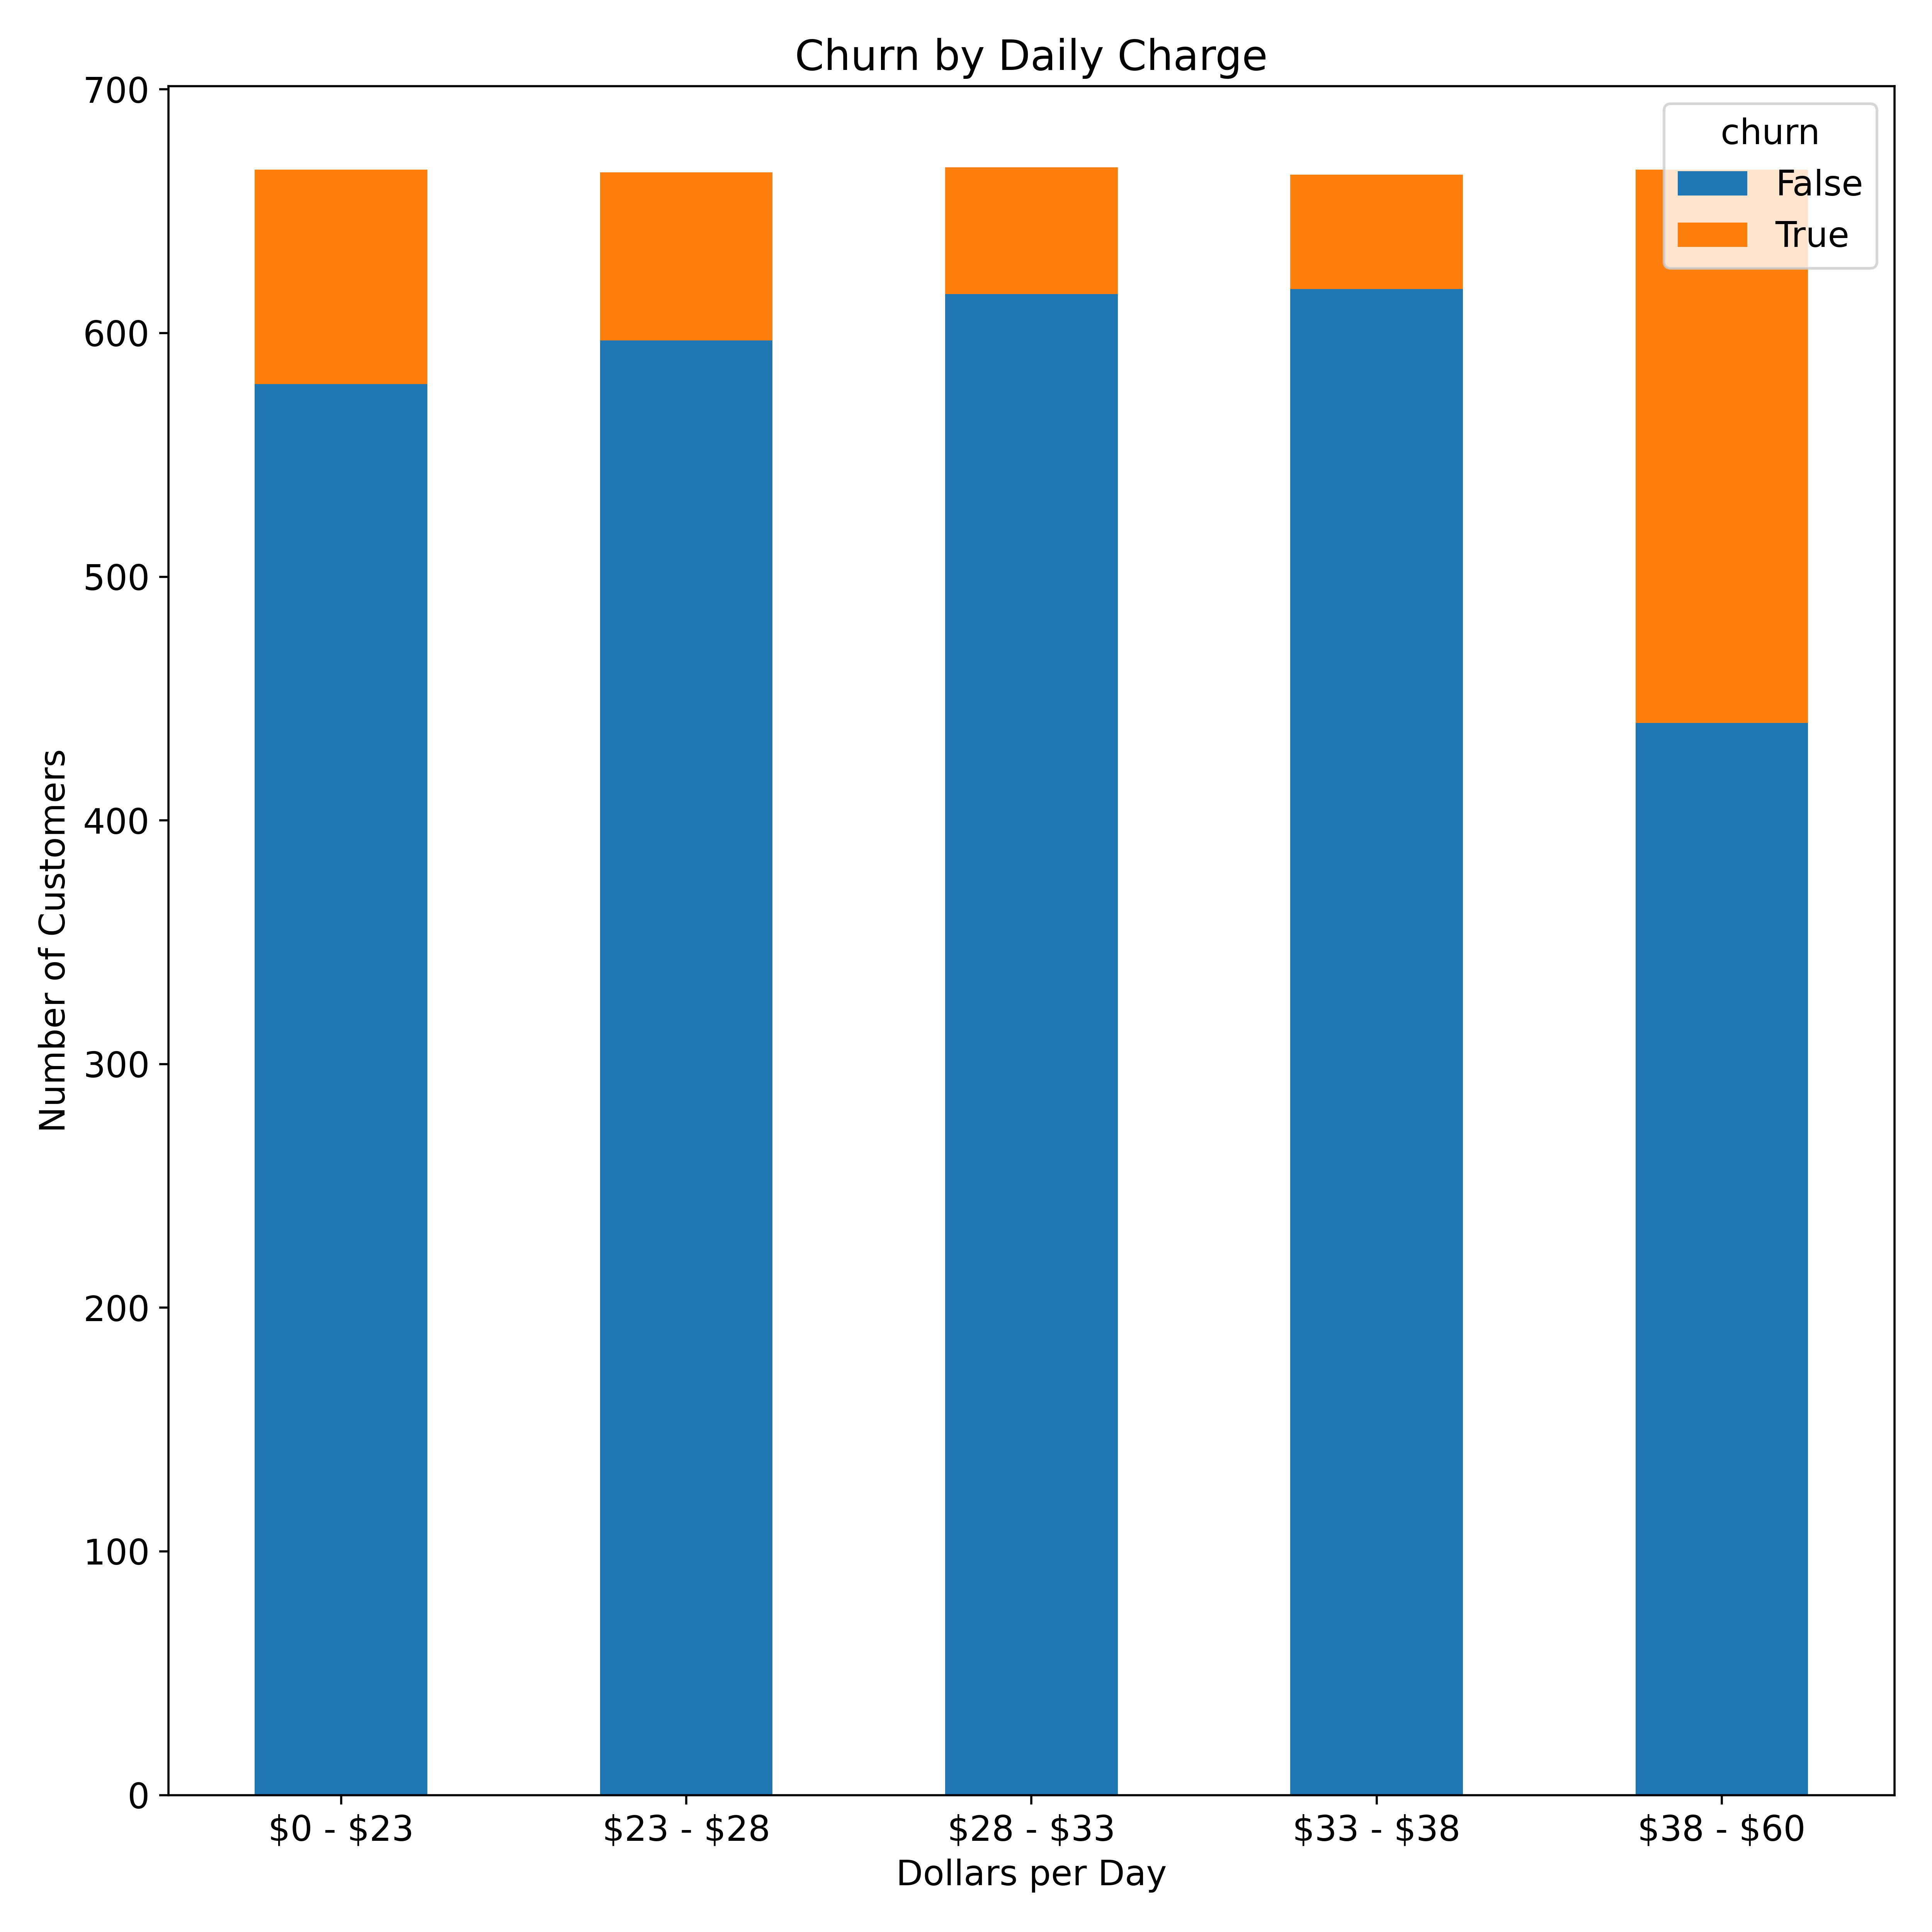 Churn by Daily Charge
churn
False
True
700
600
500
400
300
200
100
0
Number of Customers
$0 - $23
$23 - $28
$28 - $33
$33 - $38
$38 - $60
Dollars per Day